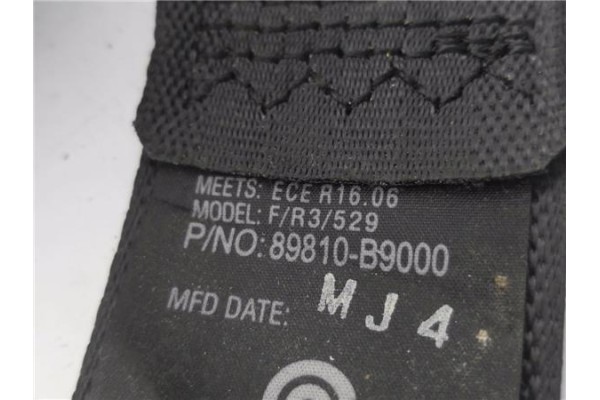 MEETS: ECE R16.06
MODEL: F/R3/529
P/NO: 89810-B9000
MFD DATE: MJ4